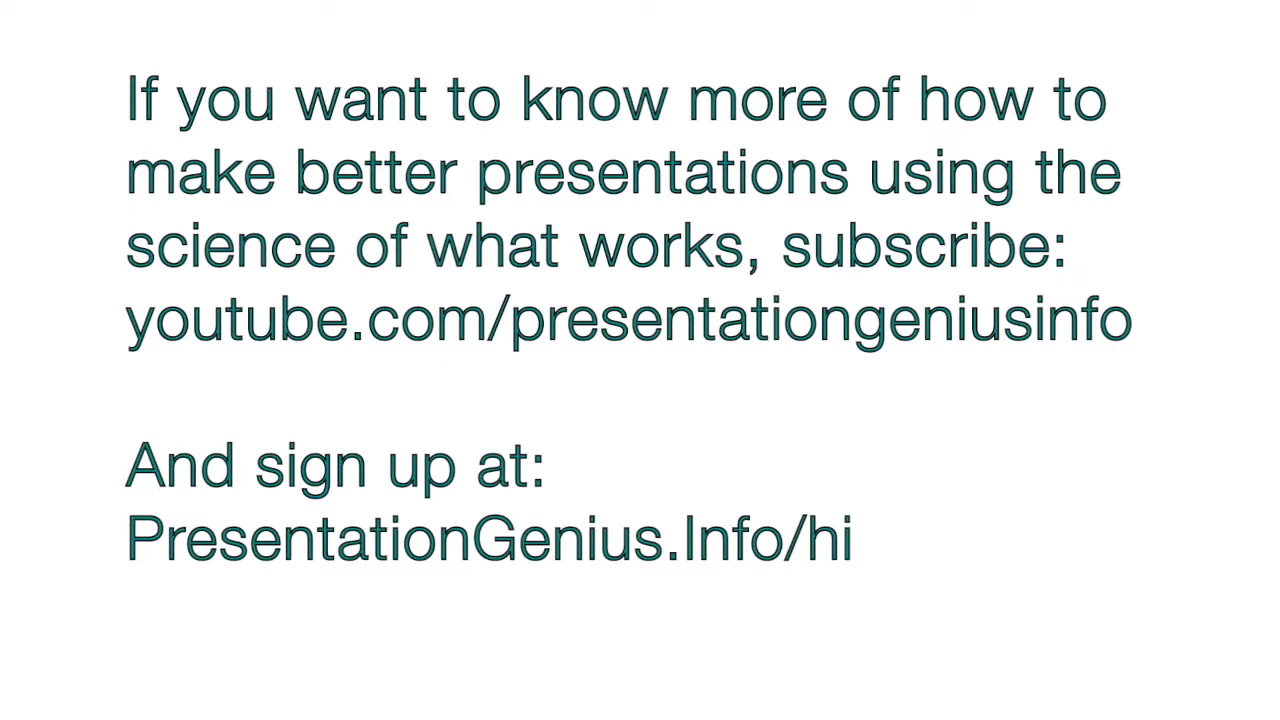 If you want to know more of how to
make better presentations using the
science of what works, subscribe:
youtube.com/presentationgeniusinfo
And sign up at:
PresentationGenius.Info/hi